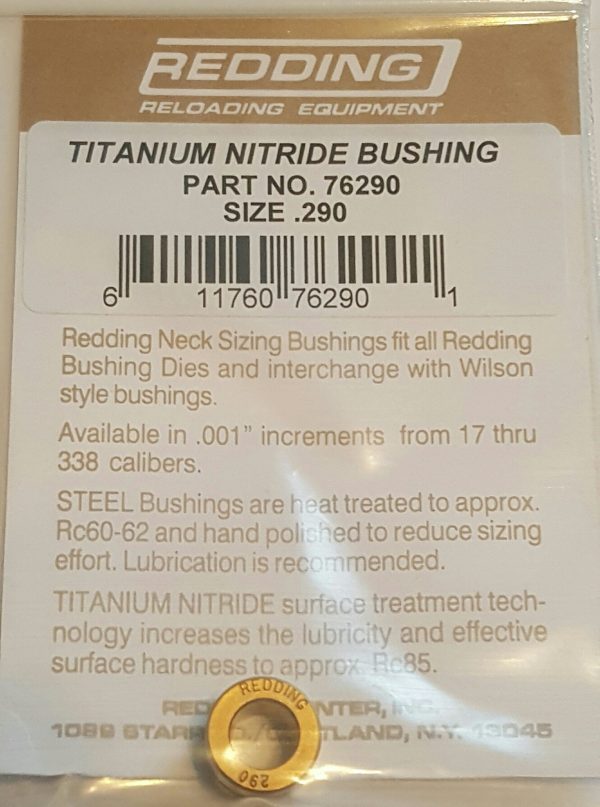 REDDING
RELOADING EQUIPMENT
TITANIUM NITRIDE BUSHING
PART NO. 76290
SIZE .290
6 11760 76290 1
Redding Neck Sizing Bushings fit all Redding
Bushing Dies and interchange with Wilson
style bushings.
Available in .001" increments from 17 thru
338 calibers.
STEEL Bushings are heat treated to approx.
Rc60-62 and hand polished to reduce sizing
effort. Lubrication is recommended.
TITANIUM NITRIDE surface treatment tech-
nology increases the lubricity and effective
surface hardness to approx. Rc85.
INC.
1089 N.Y. 13045
REDDING
290